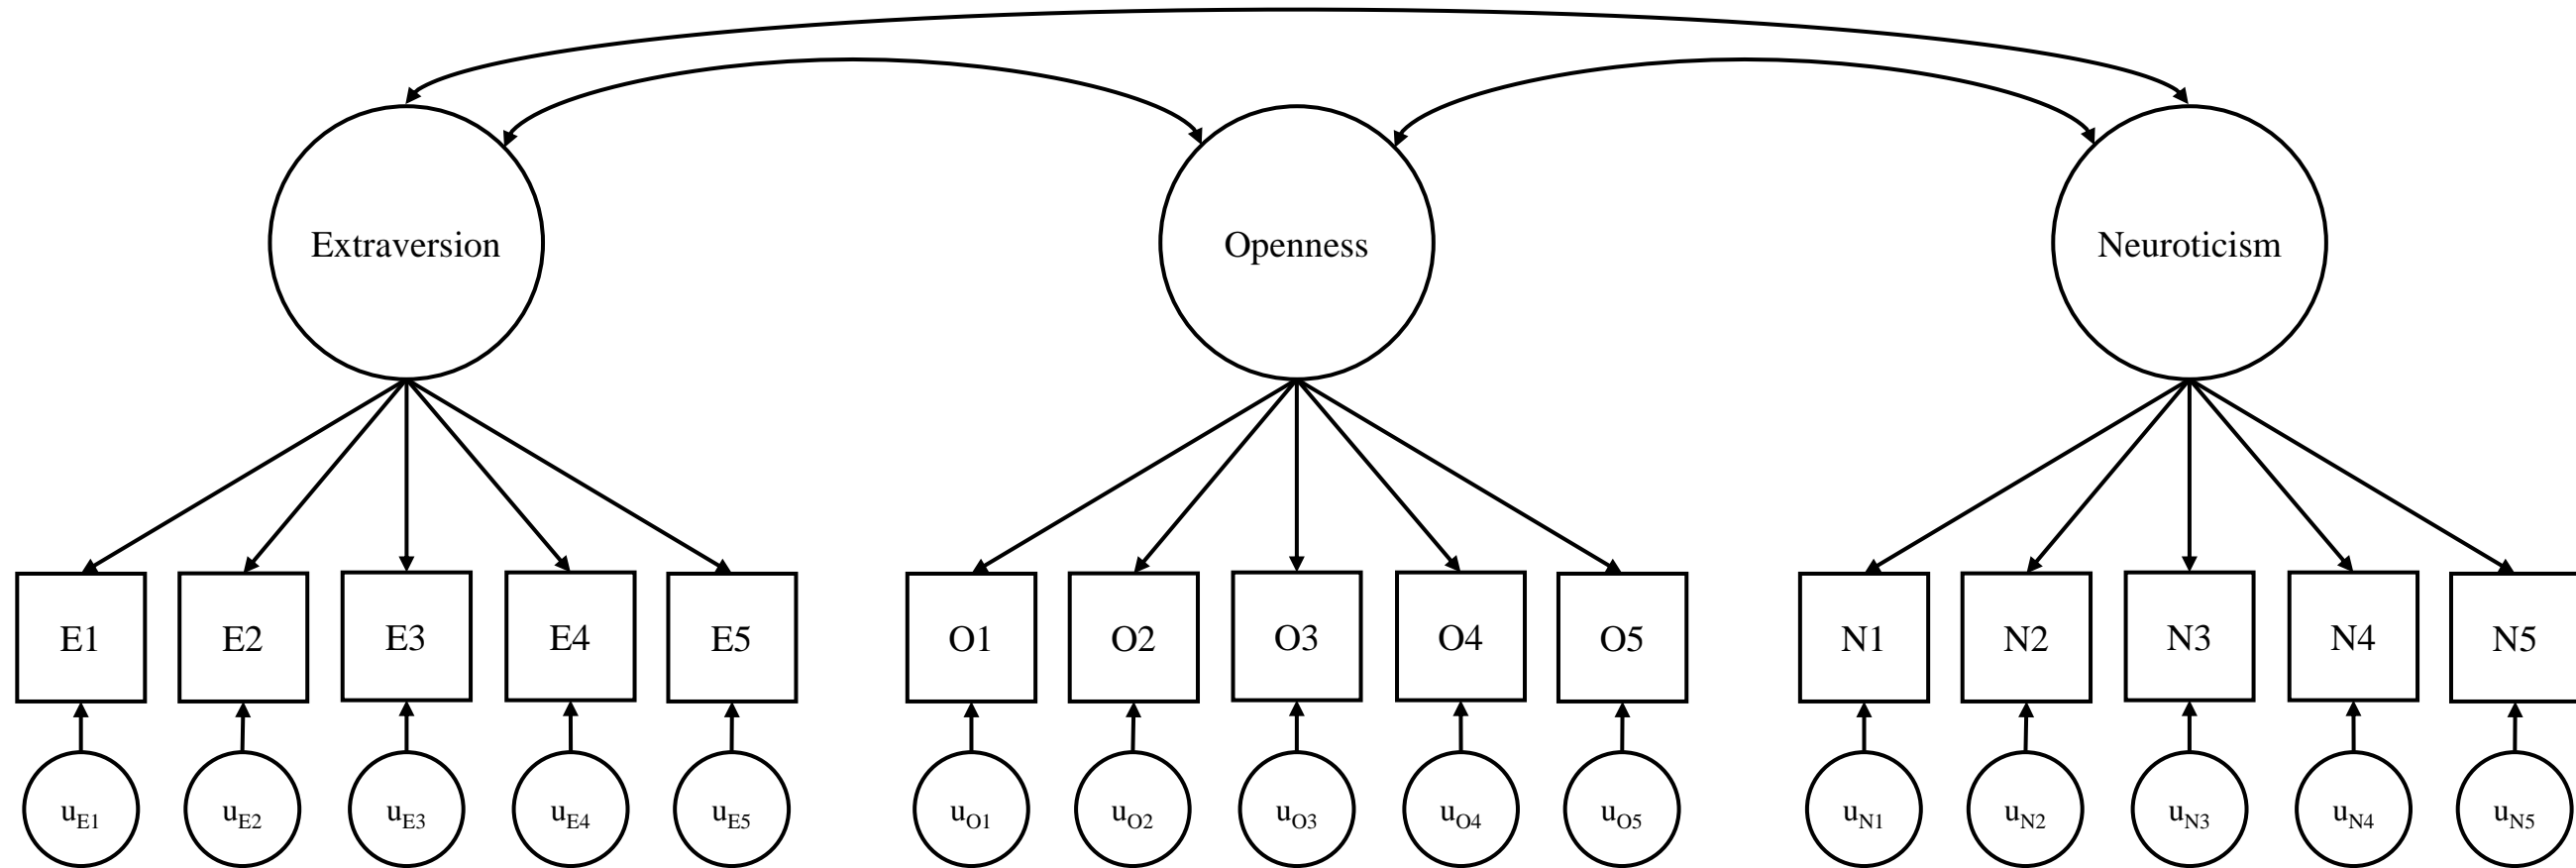 Extraversion Openness Neuroticism
E1 E2 E3 E4 E5 O1 O2 O3 O4 O5 N1 N2 N3 N4 N5
uE1 uE2 uE3 uE4 uE5 uO1 uO2 uO3 uO4 uO5 uN1 uN2 uN3 uN4 uN5